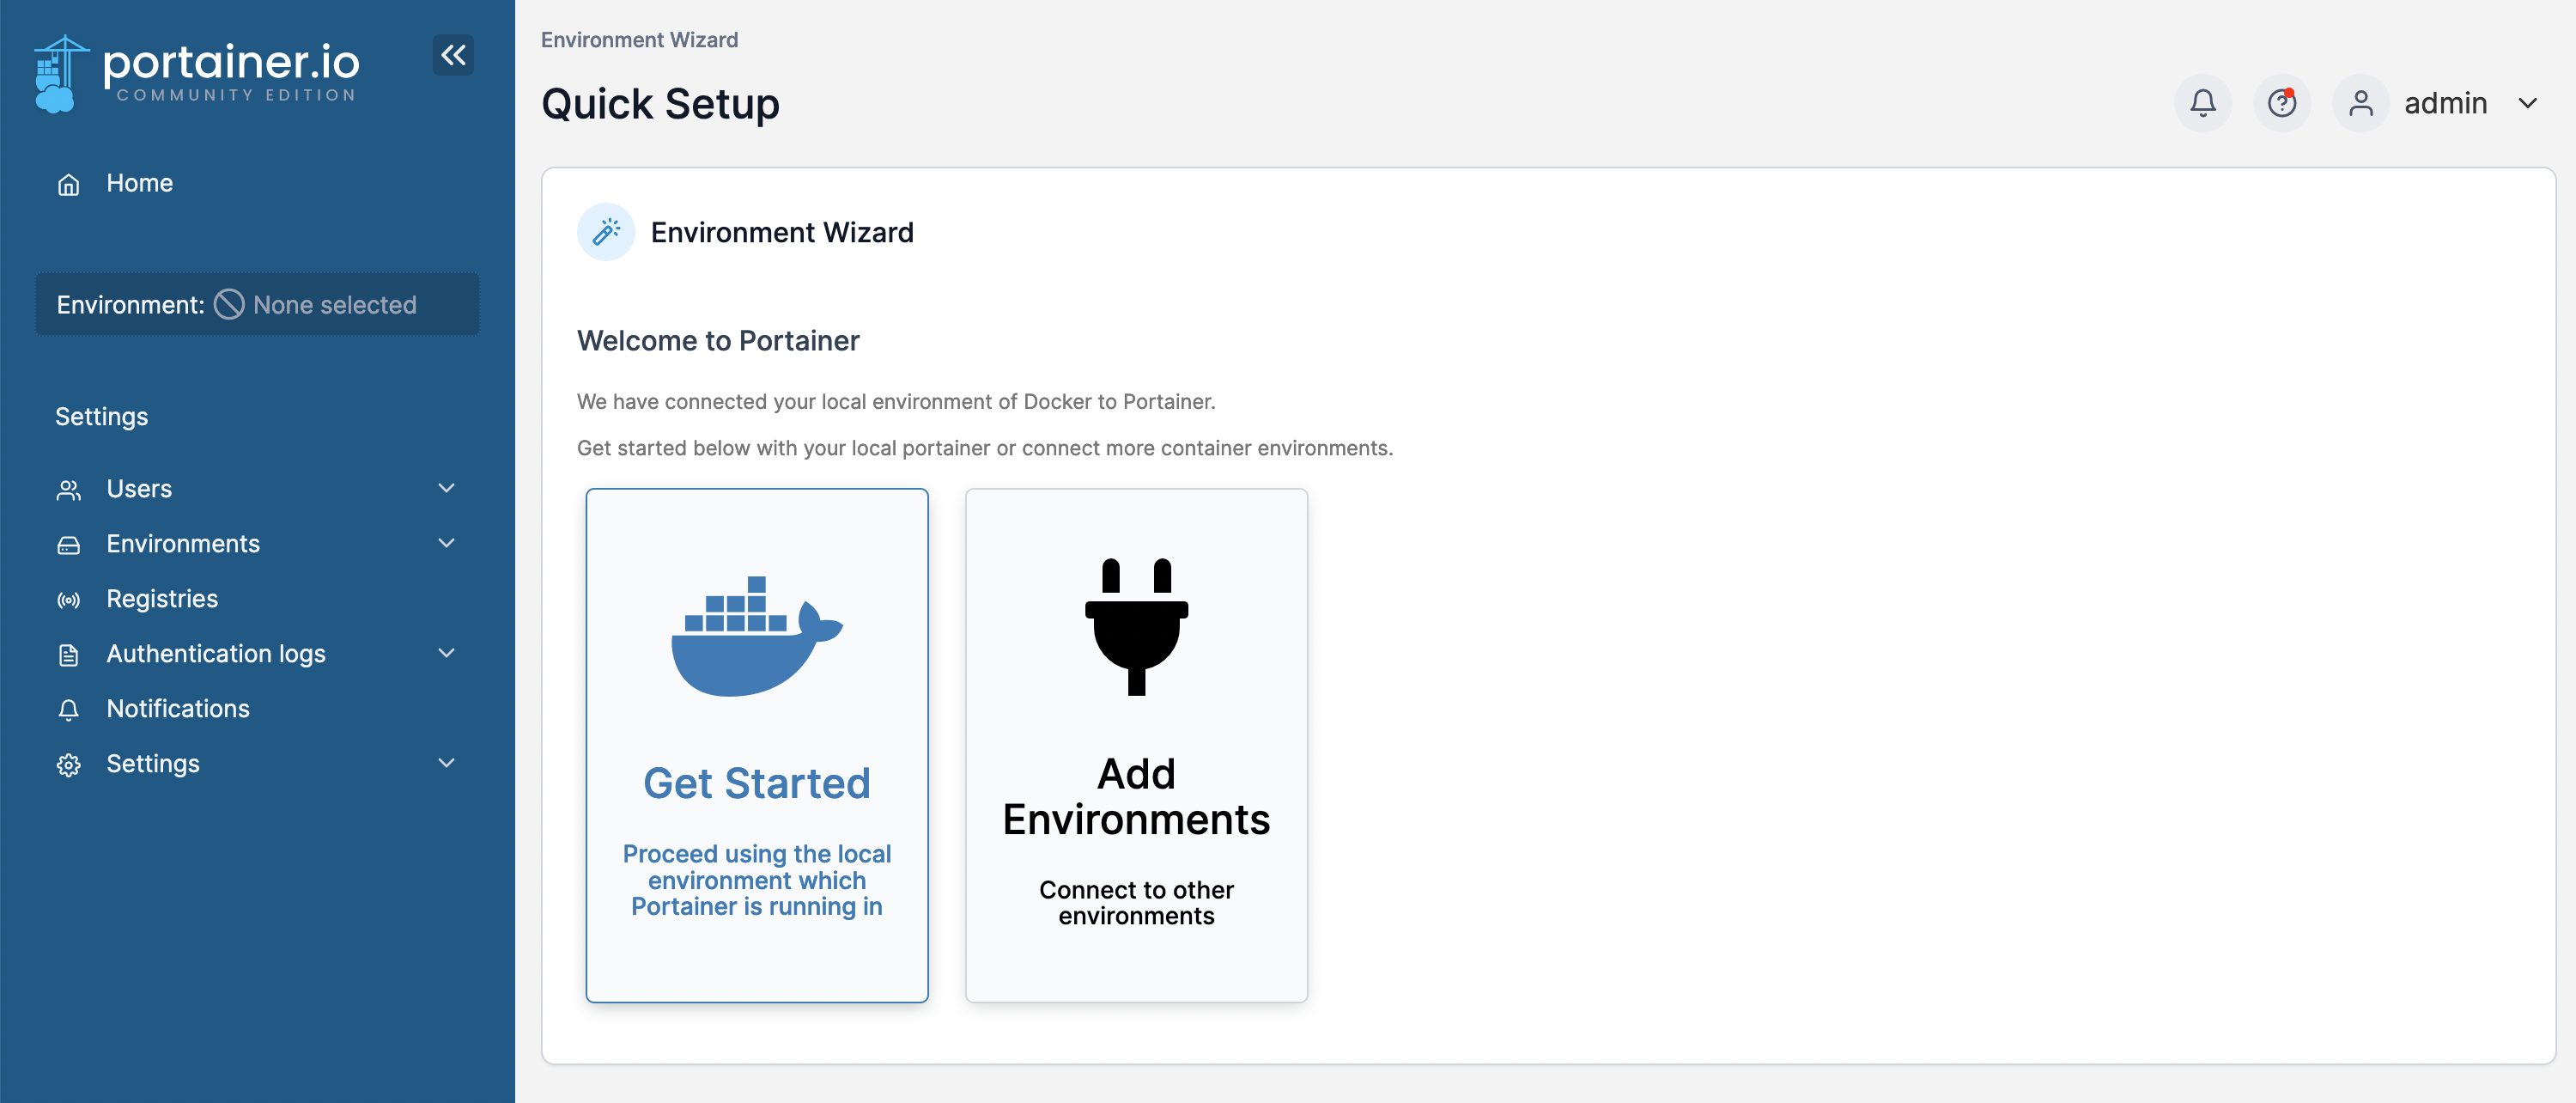 portainer.io
COMMUNITY EDITION
Home
Environment: None selected
Settings
Users
Environments
Registries
Authentication logs
Notifications
Settings
Environment Wizard
Quick Setup
admin
Environment Wizard
Welcome to Portainer
We have connected your local environment of Docker to Portainer.
Get started below with your local portainer or connect more container environments.
Get Started
Proceed using the local
environment which
Portainer is running in
Add
Environments
Connect to other
environments